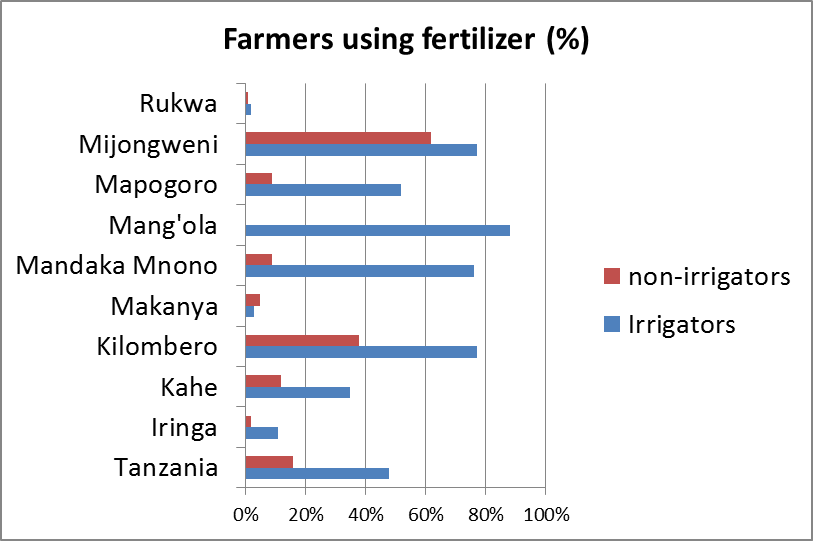 Farmers using fertilizer (%)
Rukwa
Mijongweni
Mapogoro
Mang'ola
Mandaka Mnono
Makanya
Kilombero
Kahe
Iringa
Tanzania
0% 20% 40% 60% 80% 100%
non-irrigators
Irrigators